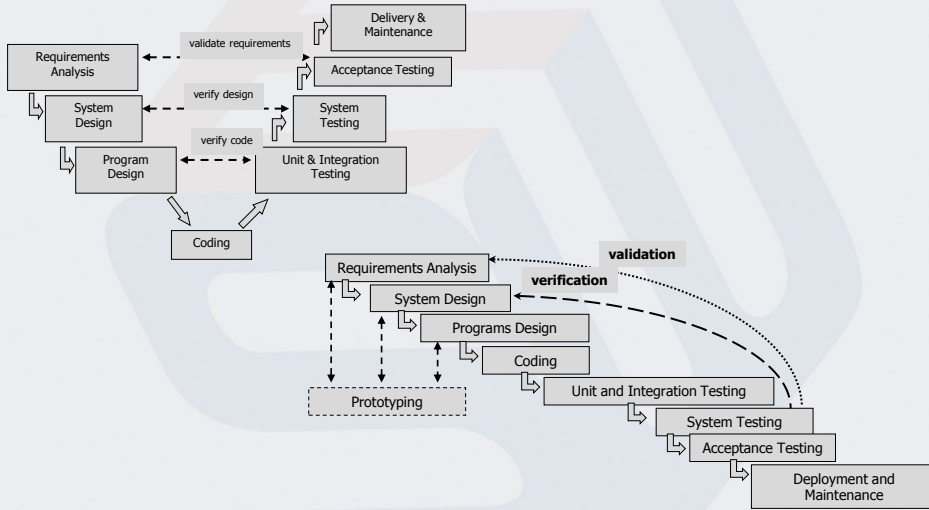 Delivery &
Maintenance
validate requirements
Requirements
Analysis
Acceptance Testing
verify design
System
Design
System
Testing
verify code
Program
Design
Unit & Integration
Testing
Coding
validation
Requirements Analysis
verification
System Design
Programs Design
Coding
Unit and Integration Testing
Prototyping
System Testing
Acceptance Testing
Deployment and
Maintenance